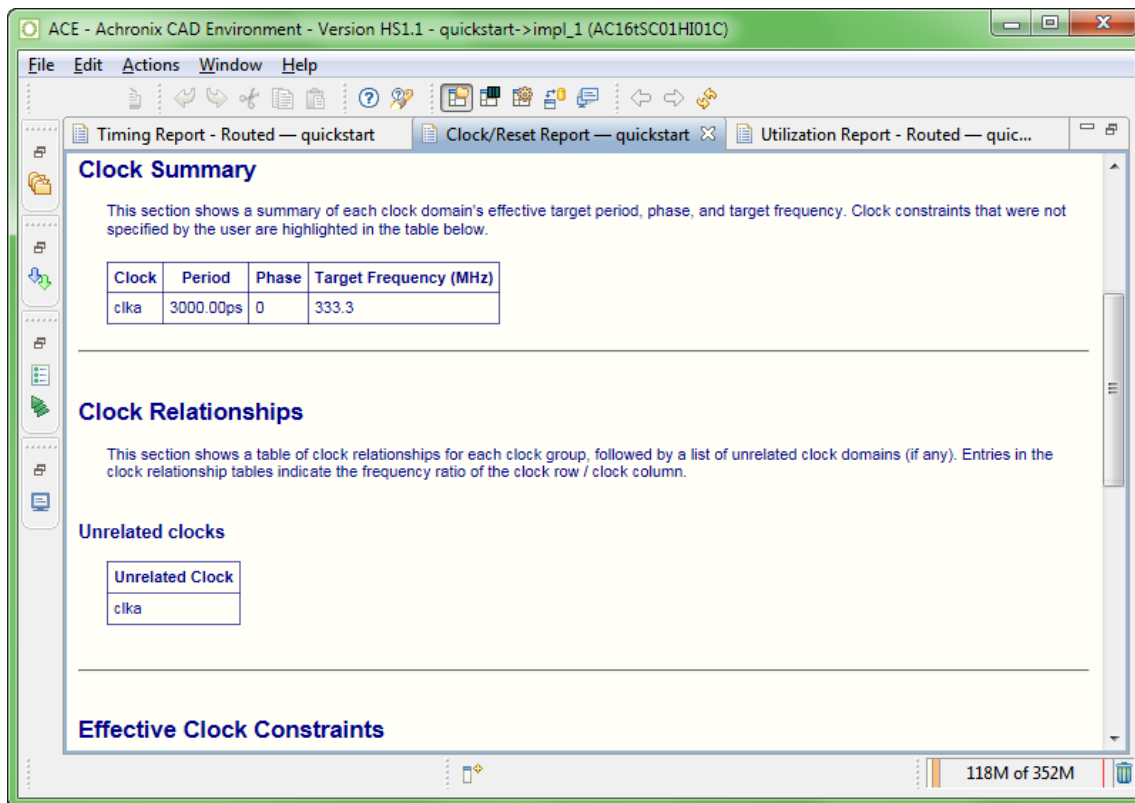 ACE - Achronix CAD Environment - Version HS1.1 - quickstart->impl_1 (AC16tSC01HI01C)
File Edit Actions Window Help
Timing Report - Routed — quickstart Clock/Reset Report — quickstart Utilization Report - Routed — quic...
Clock Summary
This section shows a summary of each clock domain's effective target period, phase, and target frequency. Clock constraints that were not
specified by the user are highlighted in the table below.
Clock Period Phase Target Frequency (MHz)
clka 3000.00ps 0 333.3
Clock Relationships
This section shows a table of clock relationships for each clock group, followed by a list of unrelated clock domains (if any). Entries in the
clock relationship tables indicate the frequency ratio of the clock row / clock column.
Unrelated clocks
Unrelated Clock
clka
Effective Clock Constraints
118M of 352M